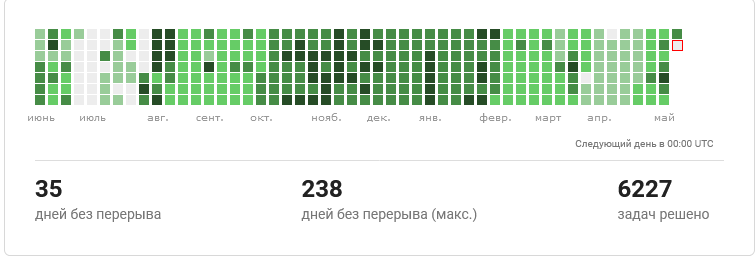 июнь июль авг. сент. окт. нояб. дек. янв. февр. март апр. май
Следующий день в 00:00 UTC
35 238 6227
дней без перерыва дней без перерыва (макс.) задач решено